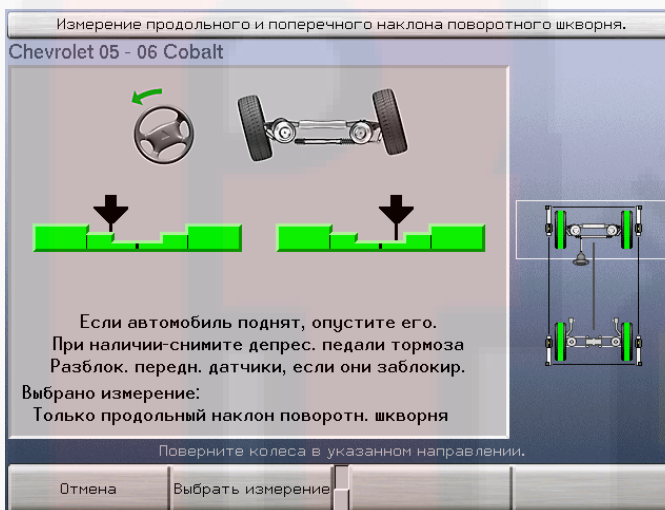 Измерение продольного и поперечного наклона поворотного шкворня.
Chevrolet 05 - 06 Cobalt
Если автомобиль поднят, опустите его.
При наличии-снимите депрес. педали тормоза
Разблок. передн. датчики, если они заблокир.
Выбрано измерение:
Только продольный наклон поворотн. шкворня
Поверните колеса в указанном направлении.
Отмена
Выбрать измерение